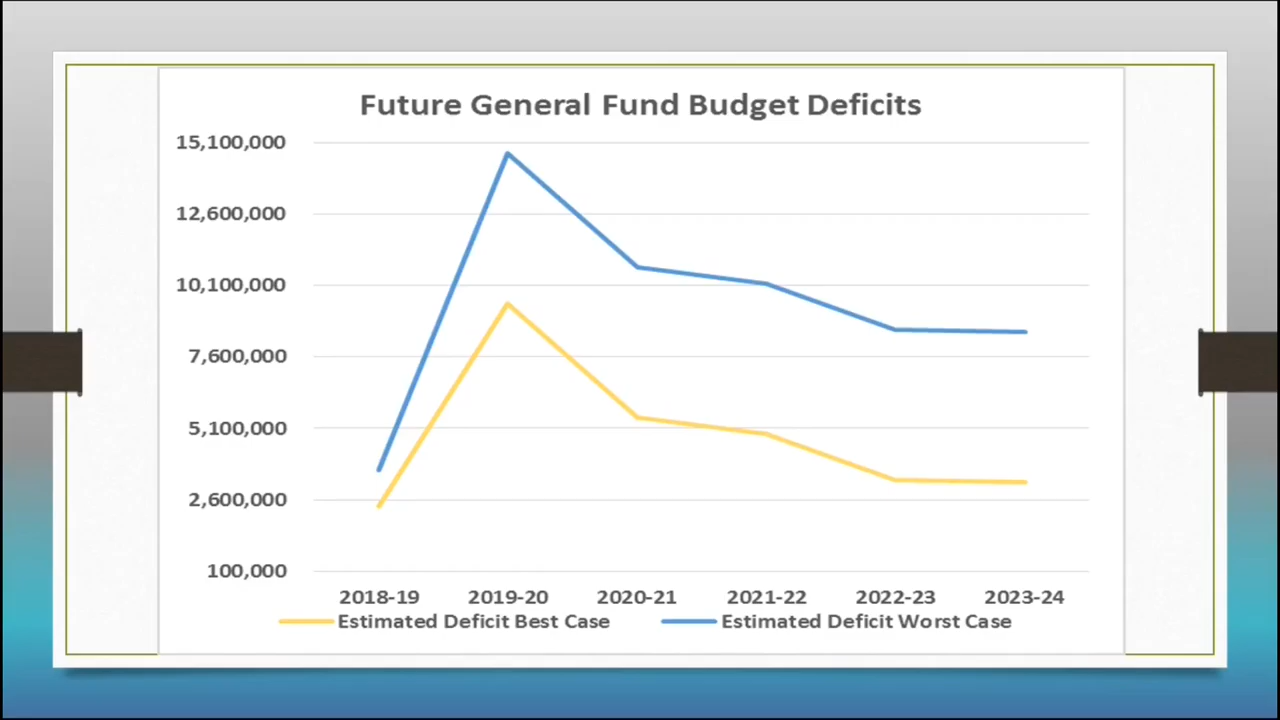 Future General Fund Budget Deficits
15,100,000
12,600,000
10,100,000
7,600,000
5,100,000
2,600,000
100,000
2018-19 2019-20 2020-21 2021-22 2022-23 2023-24
Estimated Deficit Best Case Estimated Deficit Worst Case